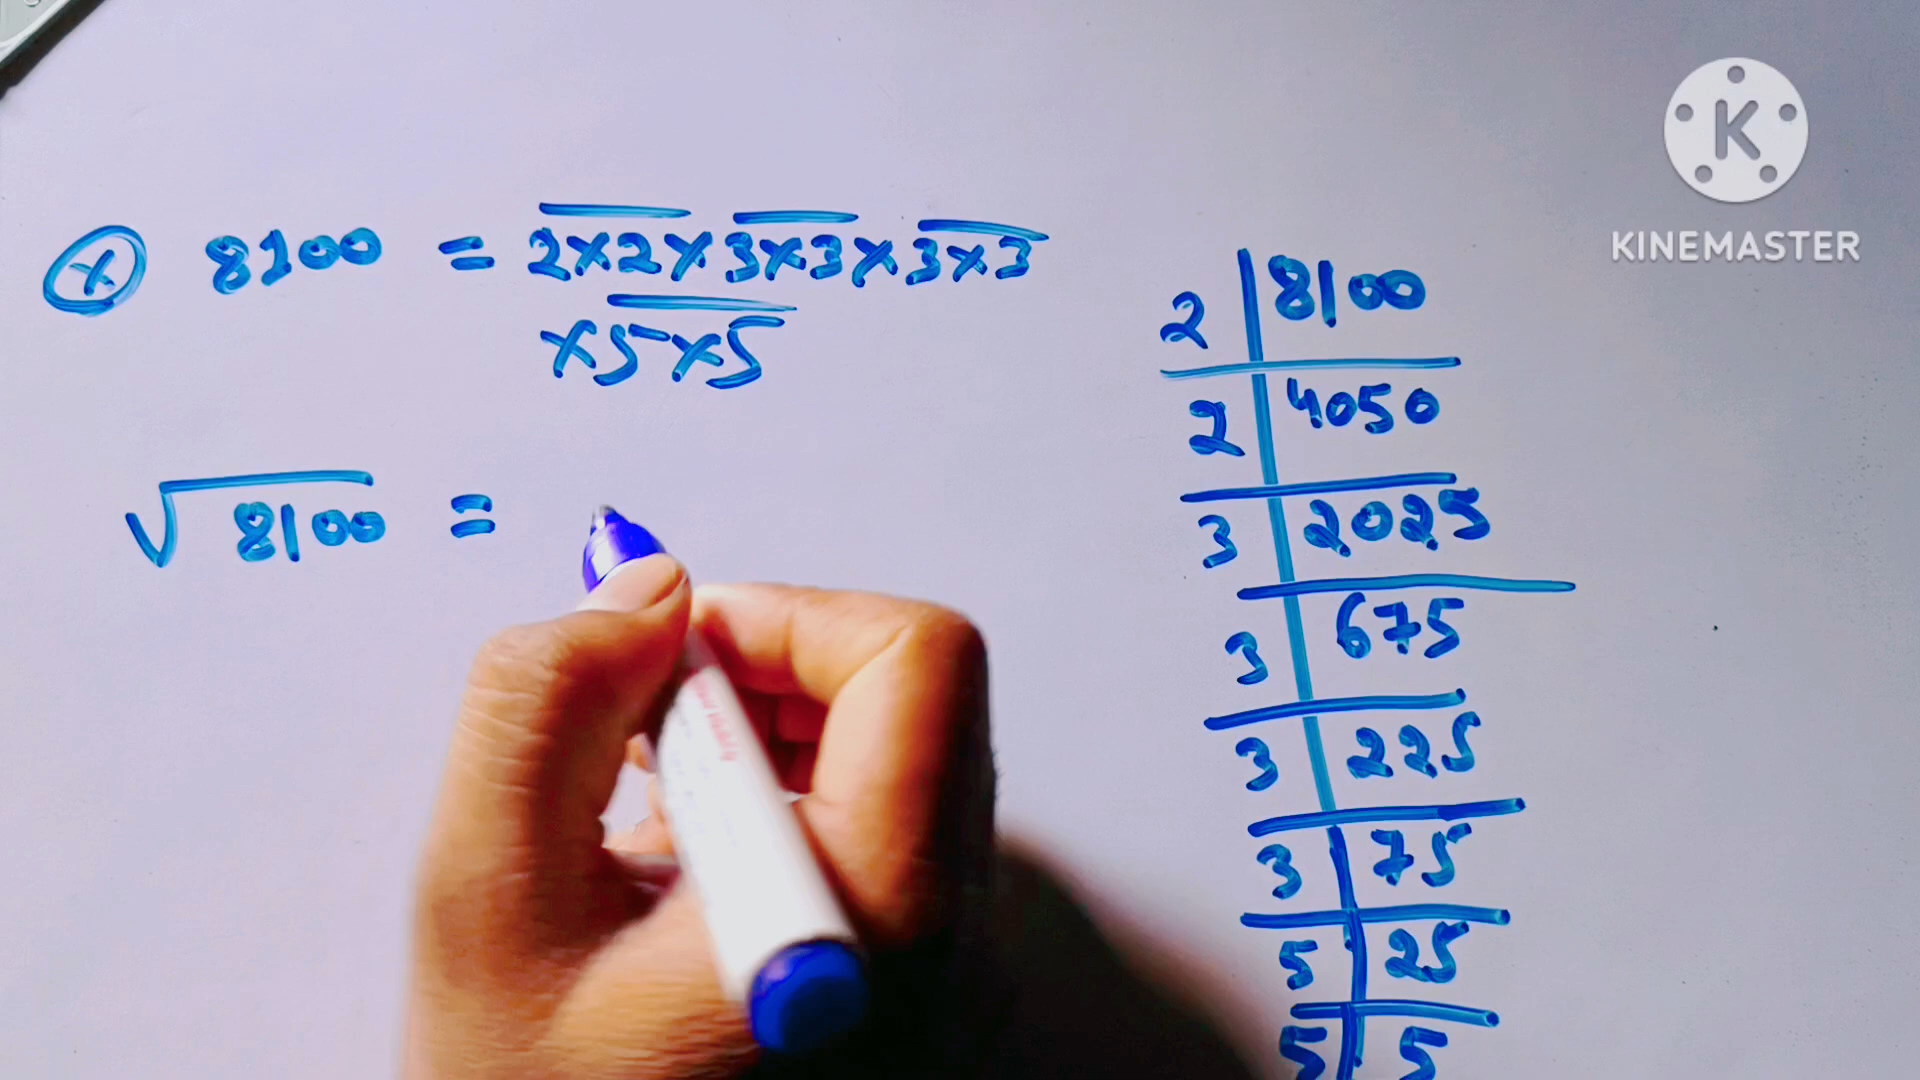 (x) 8100 = 2×2×3×3×3×3
×5×5
√8100 =
2 | 8100
2 | 4050
3 | 2025
3 | 675
3 | 225
3 | 75
5 | 25
5 | 5
KINEMASTER